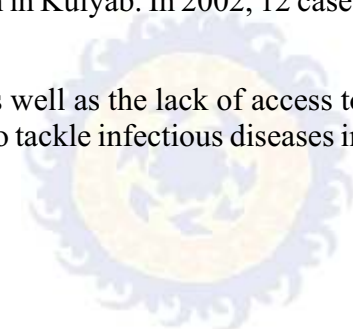 in Kulyab. In 2002, 12 case
s well as the lack of access to
o tackle infectious diseases in